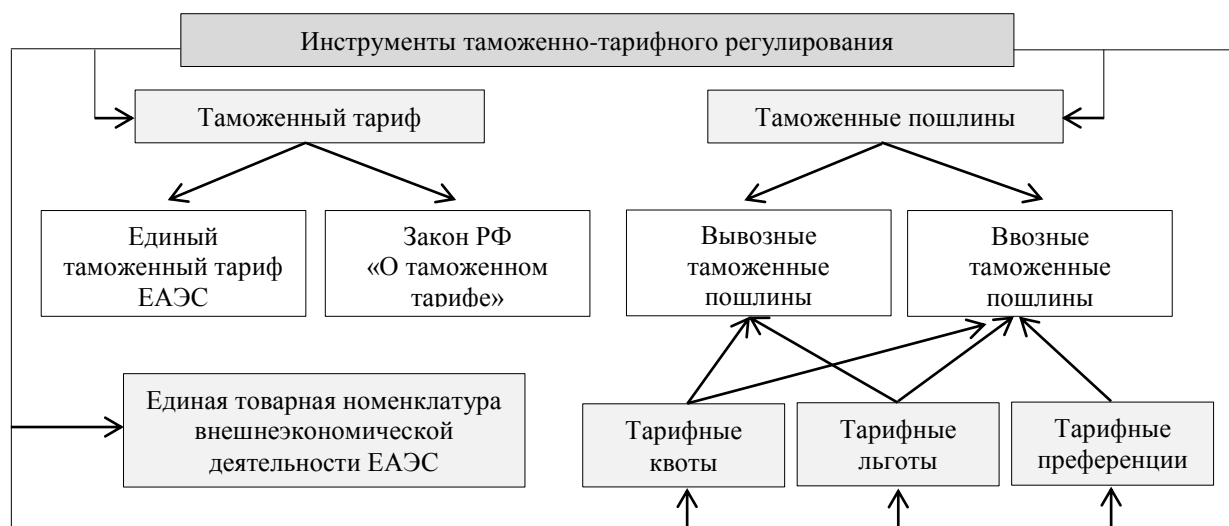 Инструменты таможенно-тарифного регулирования
Таможенный тариф
Таможенные пошлины
Единый
таможенный тариф
ЕАЭС
Закон РФ
«О таможенном
тарифе»
Вывозные
таможенные
пошлины
Ввозные
таможенные
пошлины
Единая товарная номенклатура
внешнеэкономической
деятельности ЕАЭС
Тарифные
квоты
Тарифные
льготы
Тарифные
преференции